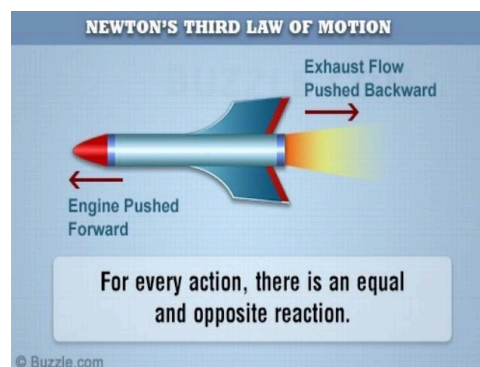 NEWTON'S THIRD LAW OF MOTION
Exhaust Flow
Pushed Backward
Engine Pushed
Forward
For every action, there is an equal
and opposite reaction.
© Buzzle.com